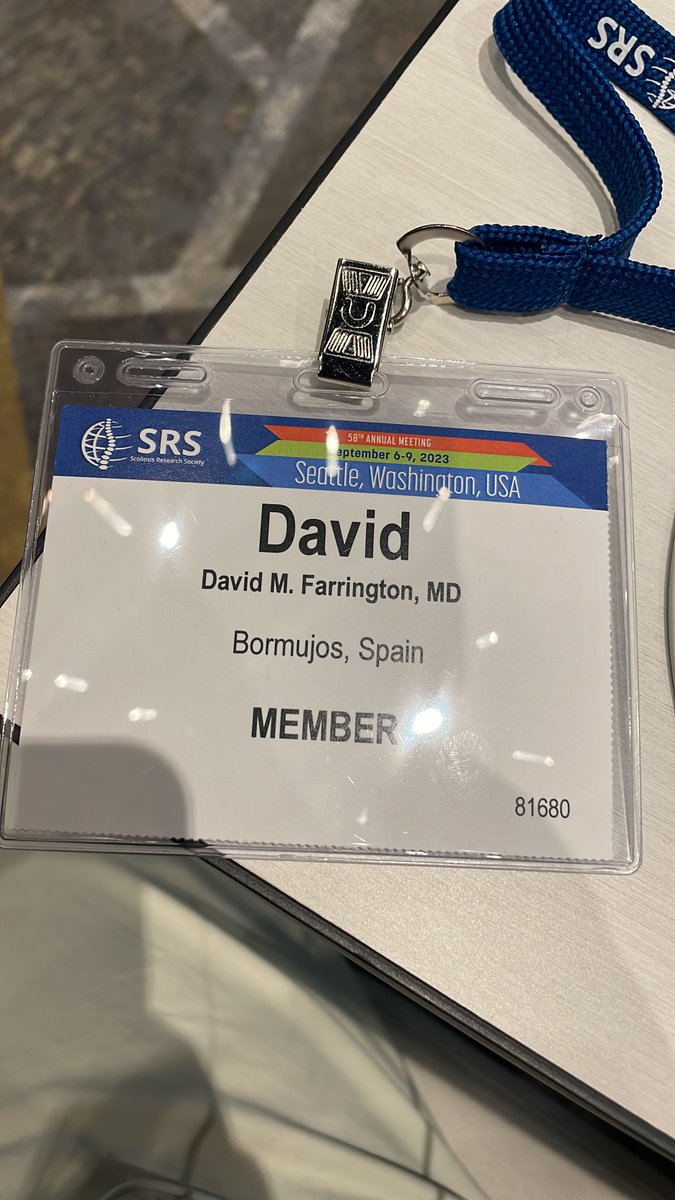 SRS
SRS
Scoliosis Research Society
58TH ANNUAL MEETING
September 6-9, 2023
Seattle, Washington, USA
David
David M. Farrington, MD
Bormujos, Spain
MEMBER
81680